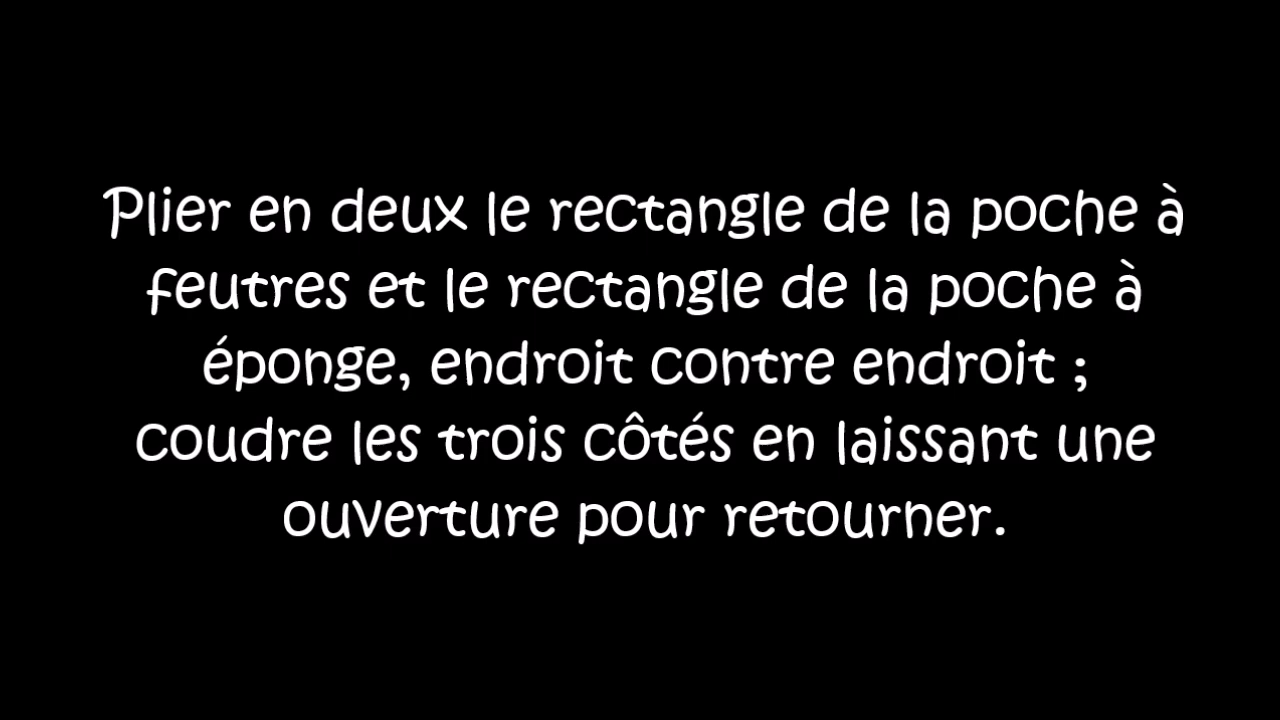 Plier en deux le rectangle de la poche à
feutres et le rectangle de la poche à
éponge, endroit contre endroit ;
coudre les trois côtés en laissant une
ouverture pour retourner.